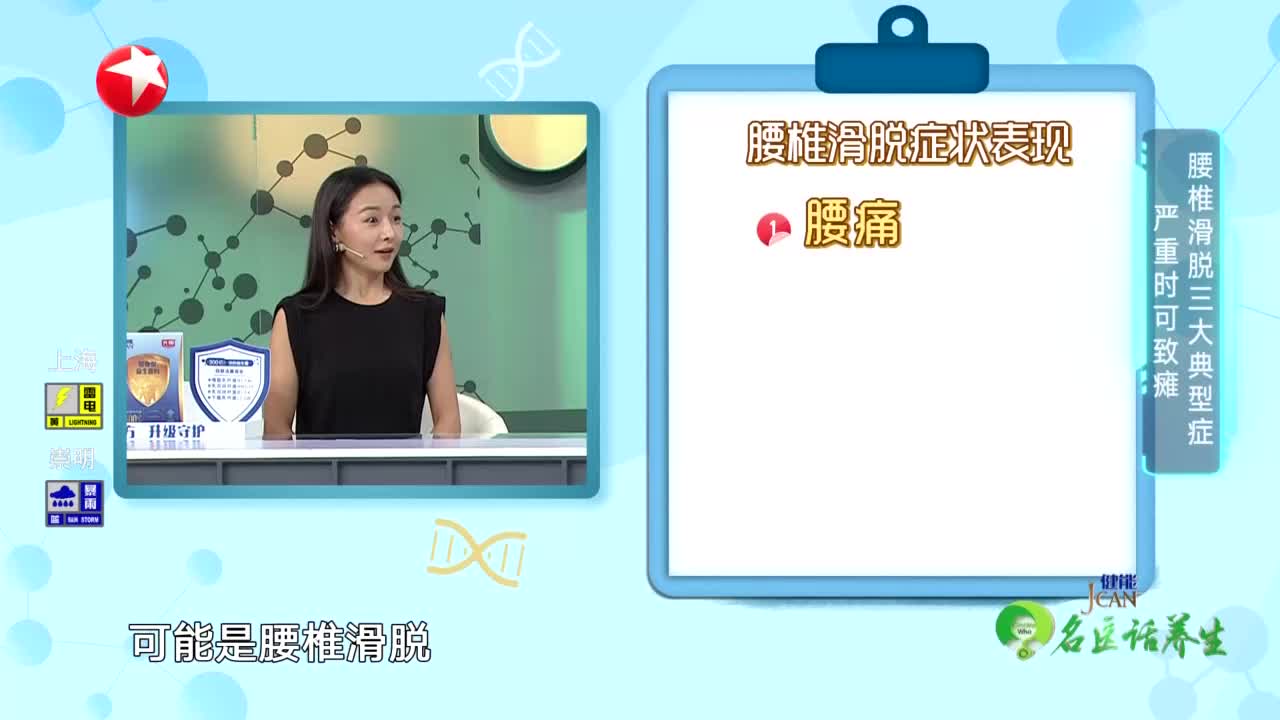 腰椎滑脱症状表现
1 腰痛
腰椎滑脱三大典型症
严重时可致瘫
上海
雷电
黄 LIGHTNING
崇明
暴雨
蓝 RAIN STORM
方 升级守护
可能是腰椎滑脱
健能
JCAN
名医话养生